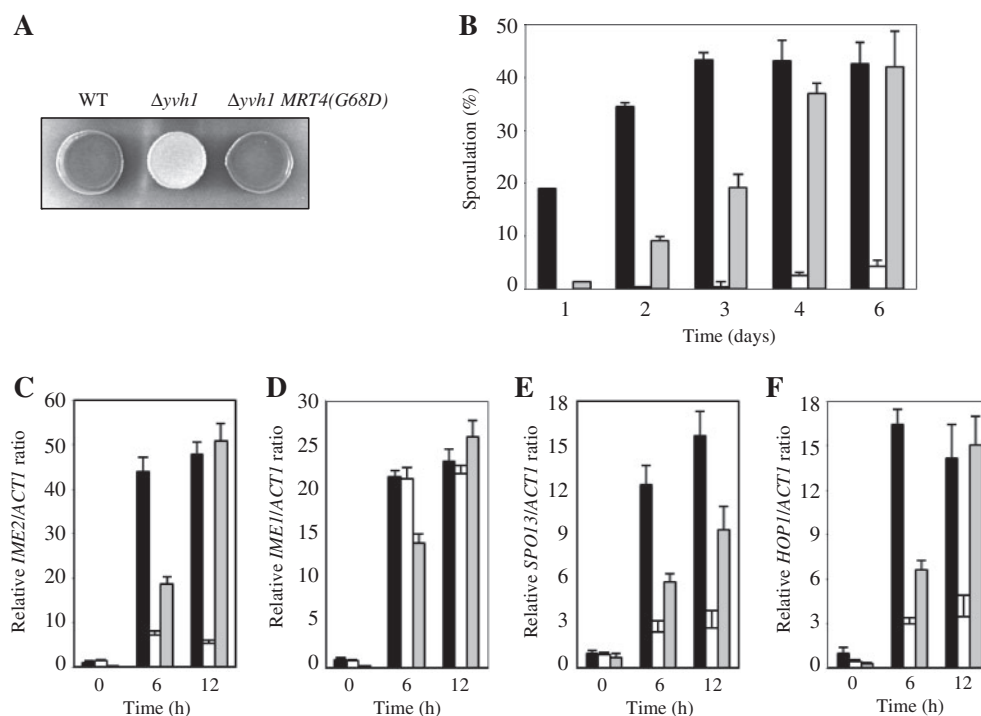 A
WT Δyvh1 Δyvh1 MRT4(G68D)
B
Sporulation (%)
50
40
30
20
10
0
1 2 3 4 6
Time (days)
C
Relative IME2/ACT1 ratio
60
50
40
30
20
10
0
0 6 12
Time (h)
D
Relative IME1/ACT1 ratio
30
25
20
15
10
5
0
0 6 12
Time (h)
E
Relative SPO13/ACT1 ratio
18
15
12
9
6
3
0
0 6 12
Time (h)
F
Relative HOP1/ACT1 ratio
18
15
12
9
6
3
0
0 6 12
Time (h)